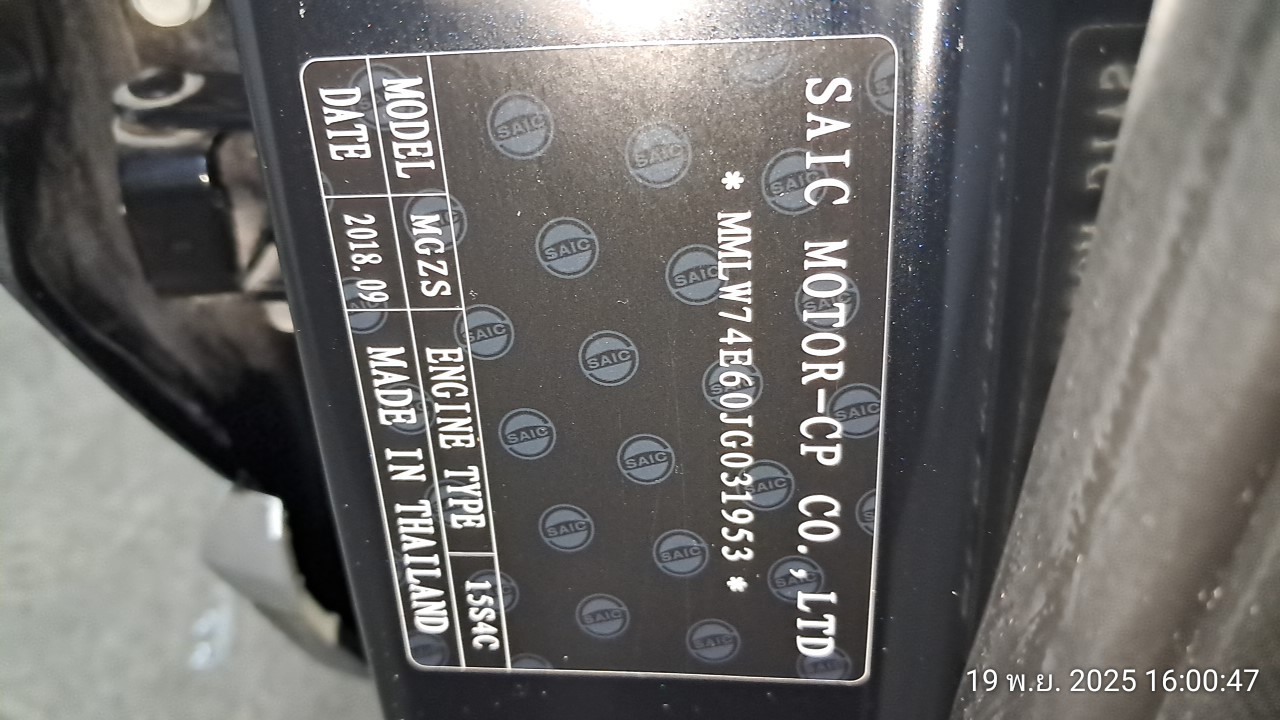 SAIC MOTOR-CP CO.,LTD
* MMLW74E60JG031953 *
MODEL MGZS ENGINE TYPE 15S4C
DATE 2018.09 MADE IN THAILAND
19 พ.ย. 2025 16:00:47